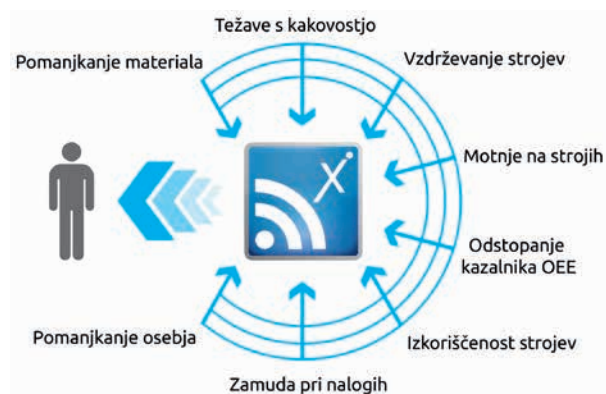 Težave s kakovostjo
Pomanjkanje materiala
Vzdrževanje strojev
Motnje na strojih
Odstopanje
kazalnika OEE
Pomanjkanje osebja
Izkoriščenost strojev
Zamuda pri nalogih
X